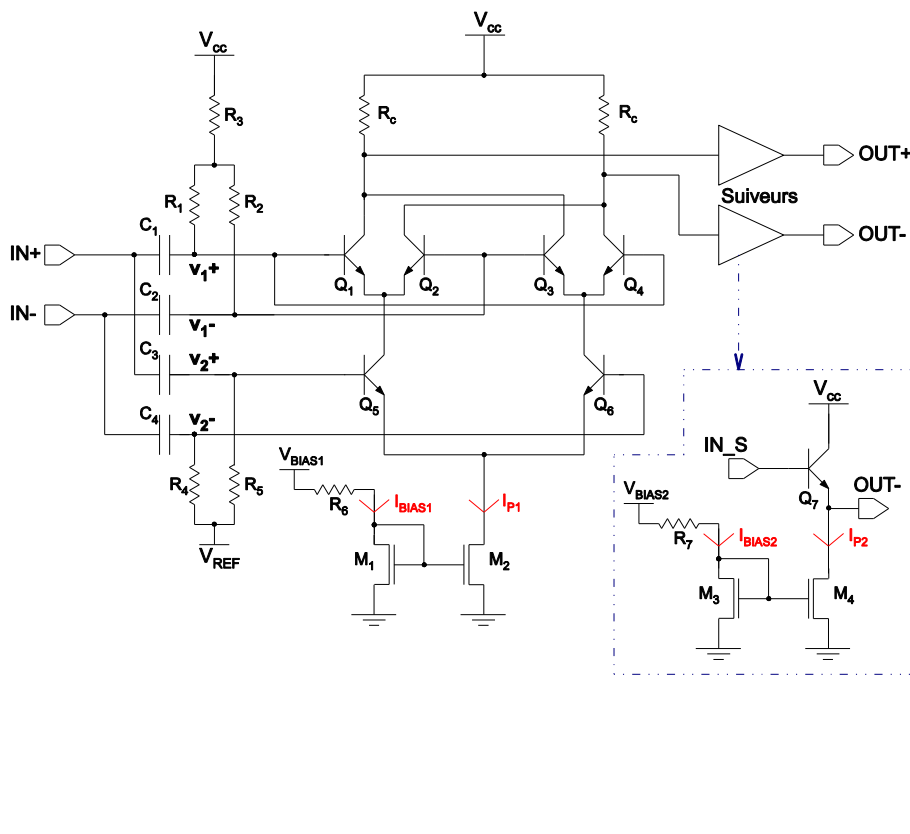 Vcc
Vcc
R3
Rc
Rc
OUT+
R1
R2
Suiveurs
C1
IN+
v1+
OUT-
Q1
Q2
Q3
Q4
C2
IN-
v1-
C3
v2+
Q5
Q6
C4
v2-
Vcc
IN_S
VBIAS1
OUT-
R4
R5
R6
IBIAS1
IP1
Q7
VBIAS2
R7
IBIAS2
IP2
VREF
M1
M2
M3
M4